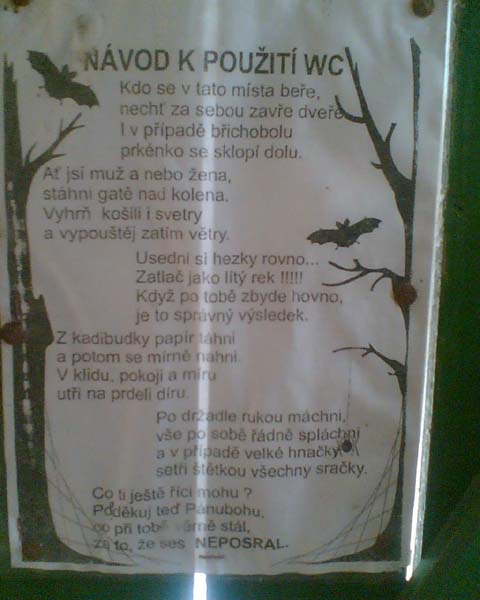 NÁVOD K POUŽITÍ WC
Kdo se v tato místa beře,
nechť za sebou zavře dveře
I v případě břichobolu
prkénko se sklopí dolu.
Ať jsi muž a nebo žena,
stáhni gatě nad kolena.
Vyhrň košili i svetry
a vypouštěj zatím větry.
Usedni si hezky rovno...
Zatlač jako lítý rek !!!!!
Když po tobě zbyde hovno,
je to správný výsledek.
Z kadibudky papír táhni
a potom se mírně nahni.
V klidu, pokoji a míru
utři na prdeli díru.
Po držadle rukou máchni,
vše po sobě řádně spláchni
a v případě velké hnačky
setři štětkou všechny sračky.
Co ti ještě říci mohu ?
Poděkuj teď Pánubohu,
co při tobě věrně stál,
za to, že ses NEPOSRAL.